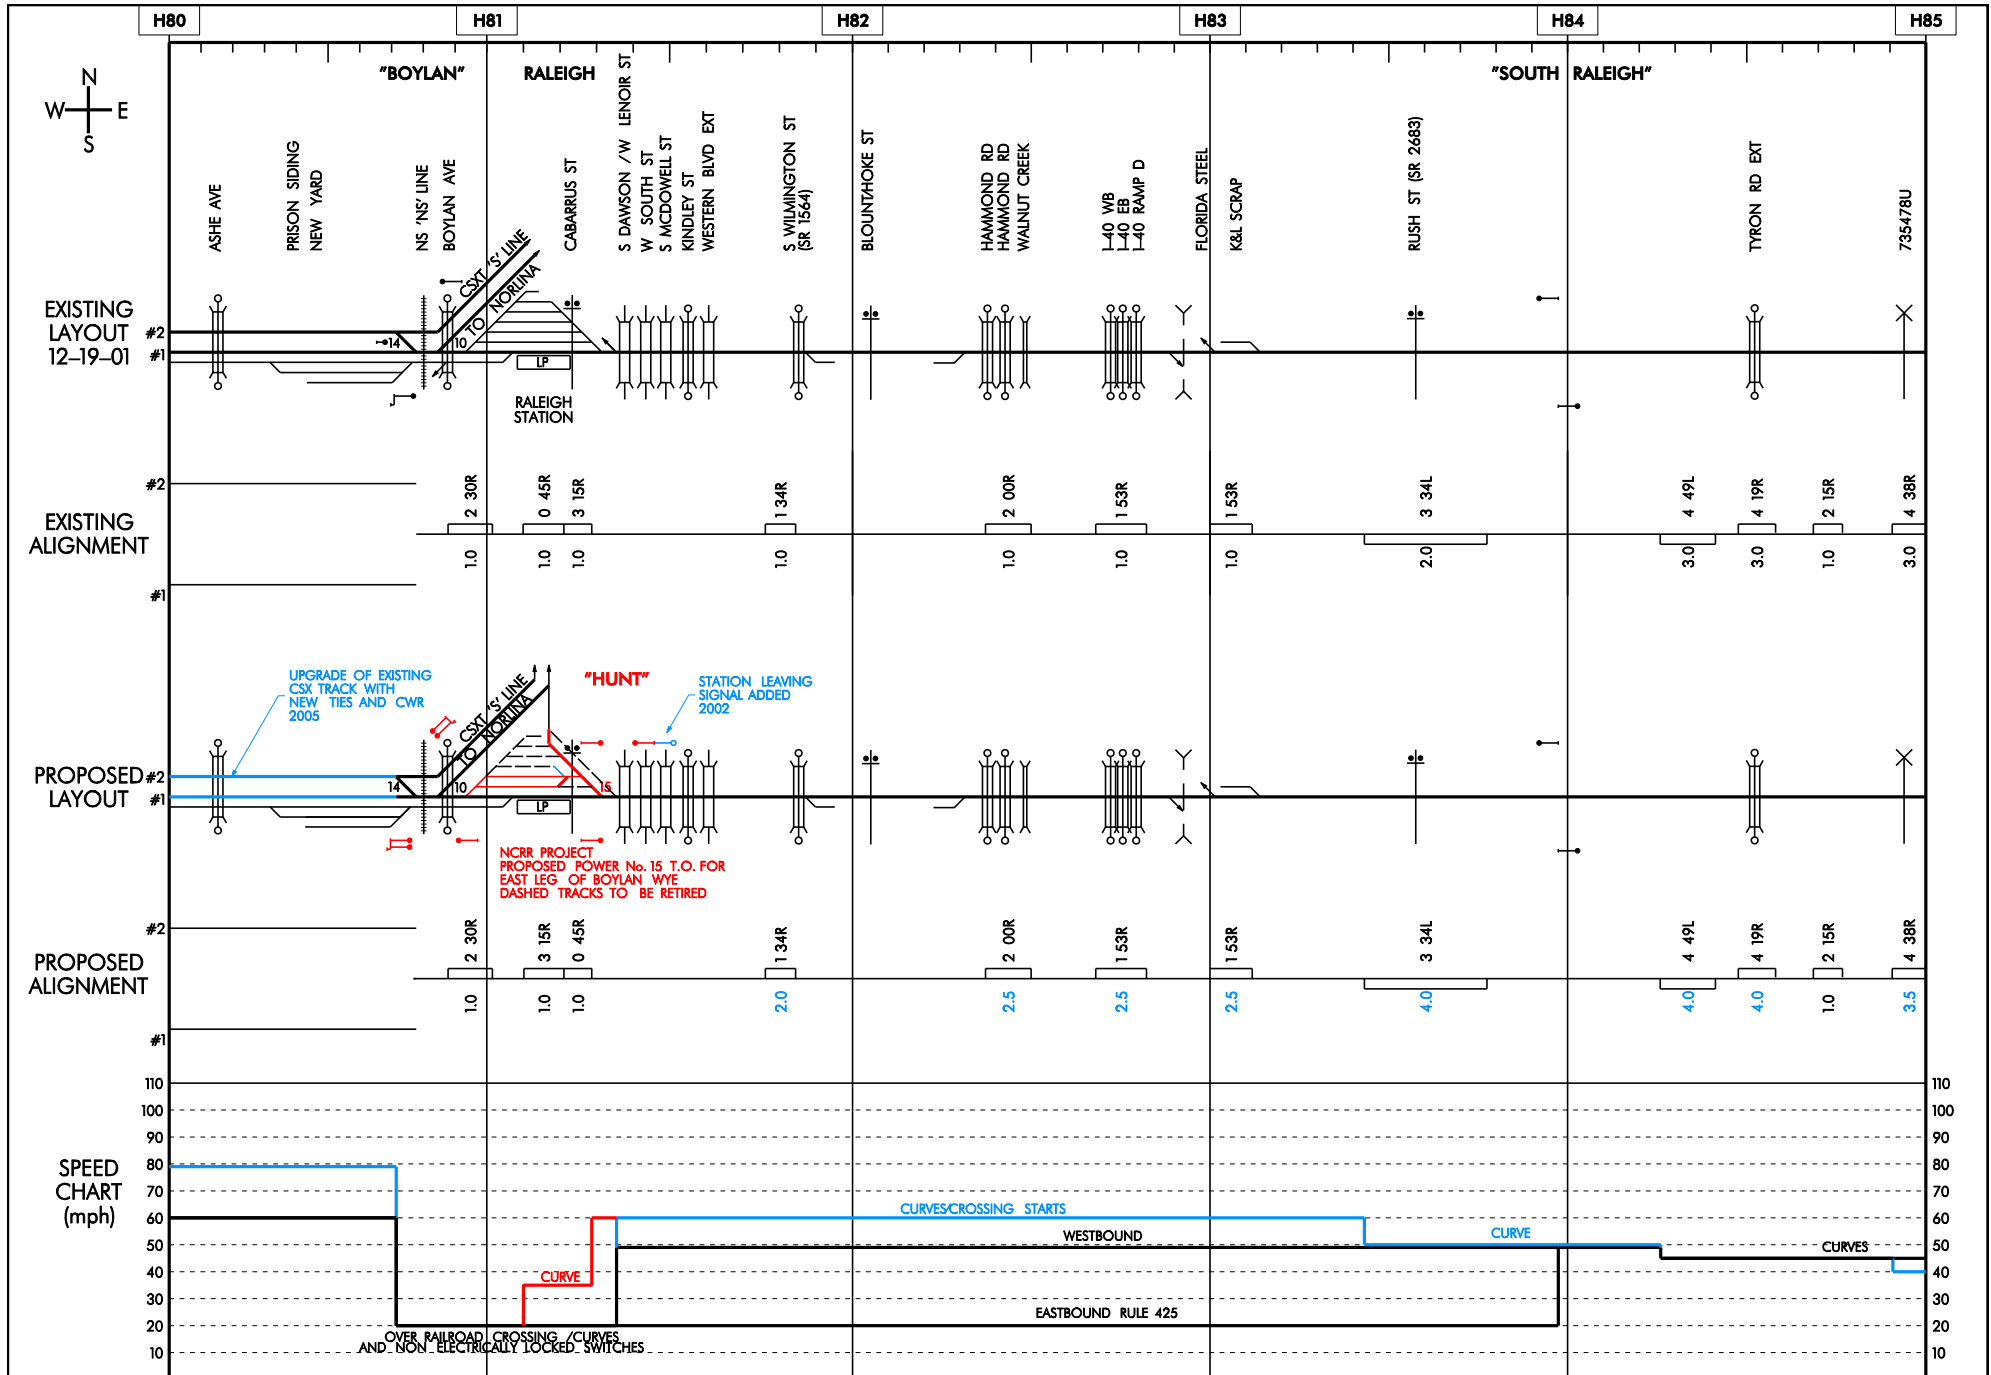 H80
H81
H82
H83
H84
H85
"BOYLAN"
RALEIGH
"SOUTH RALEIGH"
N
W E
S
ASHE AVE
PRISON SIDING
NEW YARD
NS 'NS' LINE
BOYLAN AVE
CSXT 'S' LINE
TO NORLINA
CABARRUS ST
S DAWSON /W LENOIR ST
W SOUTH ST
S MCDOWELL ST
KINDLEY ST
WESTERN BLVD EXT
S WILMINGTON ST
(SR 1564)
BLOUNT/HOKE ST
HAMMOND RD
HAMMOND RD
WALNUT CREEK
I-40 WB
I-40 EB
I-40 RAMP D
FLORIDA STEEL
K&L SCRAP
RUSH ST (SR 2683)
TYRON RD EXT
735478U
EXISTING
LAYOUT
12-19-01
#2
#1
14
10
LP
RALEIGH
STATION
EXISTING
ALIGNMENT
#2
#1
2 30R
0 45R
3 15R
1 34R
2 00R
1 53R
1 53R
3 34L
4 49L
4 19R
2 15R
4 38R
1.0
1.0
1.0
1.0
1.0
1.0
1.0
2.0
3.0
3.0
1.0
3.0
UPGRADE OF EXISTING
CSX TRACK WITH
NEW TIES AND CWR
2005
CSXT 'S' LINE
TO NORLINA
"HUNT"
STATION LEAVING
SIGNAL ADDED
2002
PROPOSED
LAYOUT
#2
#1
14
10
15
LP
NCRR PROJECT
PROPOSED POWER No. 15 T.O. FOR
EAST LEG OF BOYLAN WYE
DASHED TRACKS TO BE RETIRED
PROPOSED
ALIGNMENT
#2
#1
2 30R
3 15R
0 45R
1 34R
2 00R
1 53R
1 53R
3 34L
4 49L
4 19R
2 15R
4 38R
1.0
1.0
1.0
2.0
2.5
2.5
2.5
4.0
4.0
4.0
1.0
3.5
SPEED
CHART
(mph)
110
100
90
80
70
60
50
40
30
20
10
110
100
90
80
70
60
50
40
30
20
10
CURVES/CROSSING STARTS
WESTBOUND
CURVE
CURVES
CURVE
EASTBOUND RULE 425
OVER RAILROAD CROSSING /CURVES
AND NON ELECTRICALLY LOCKED SWITCHES